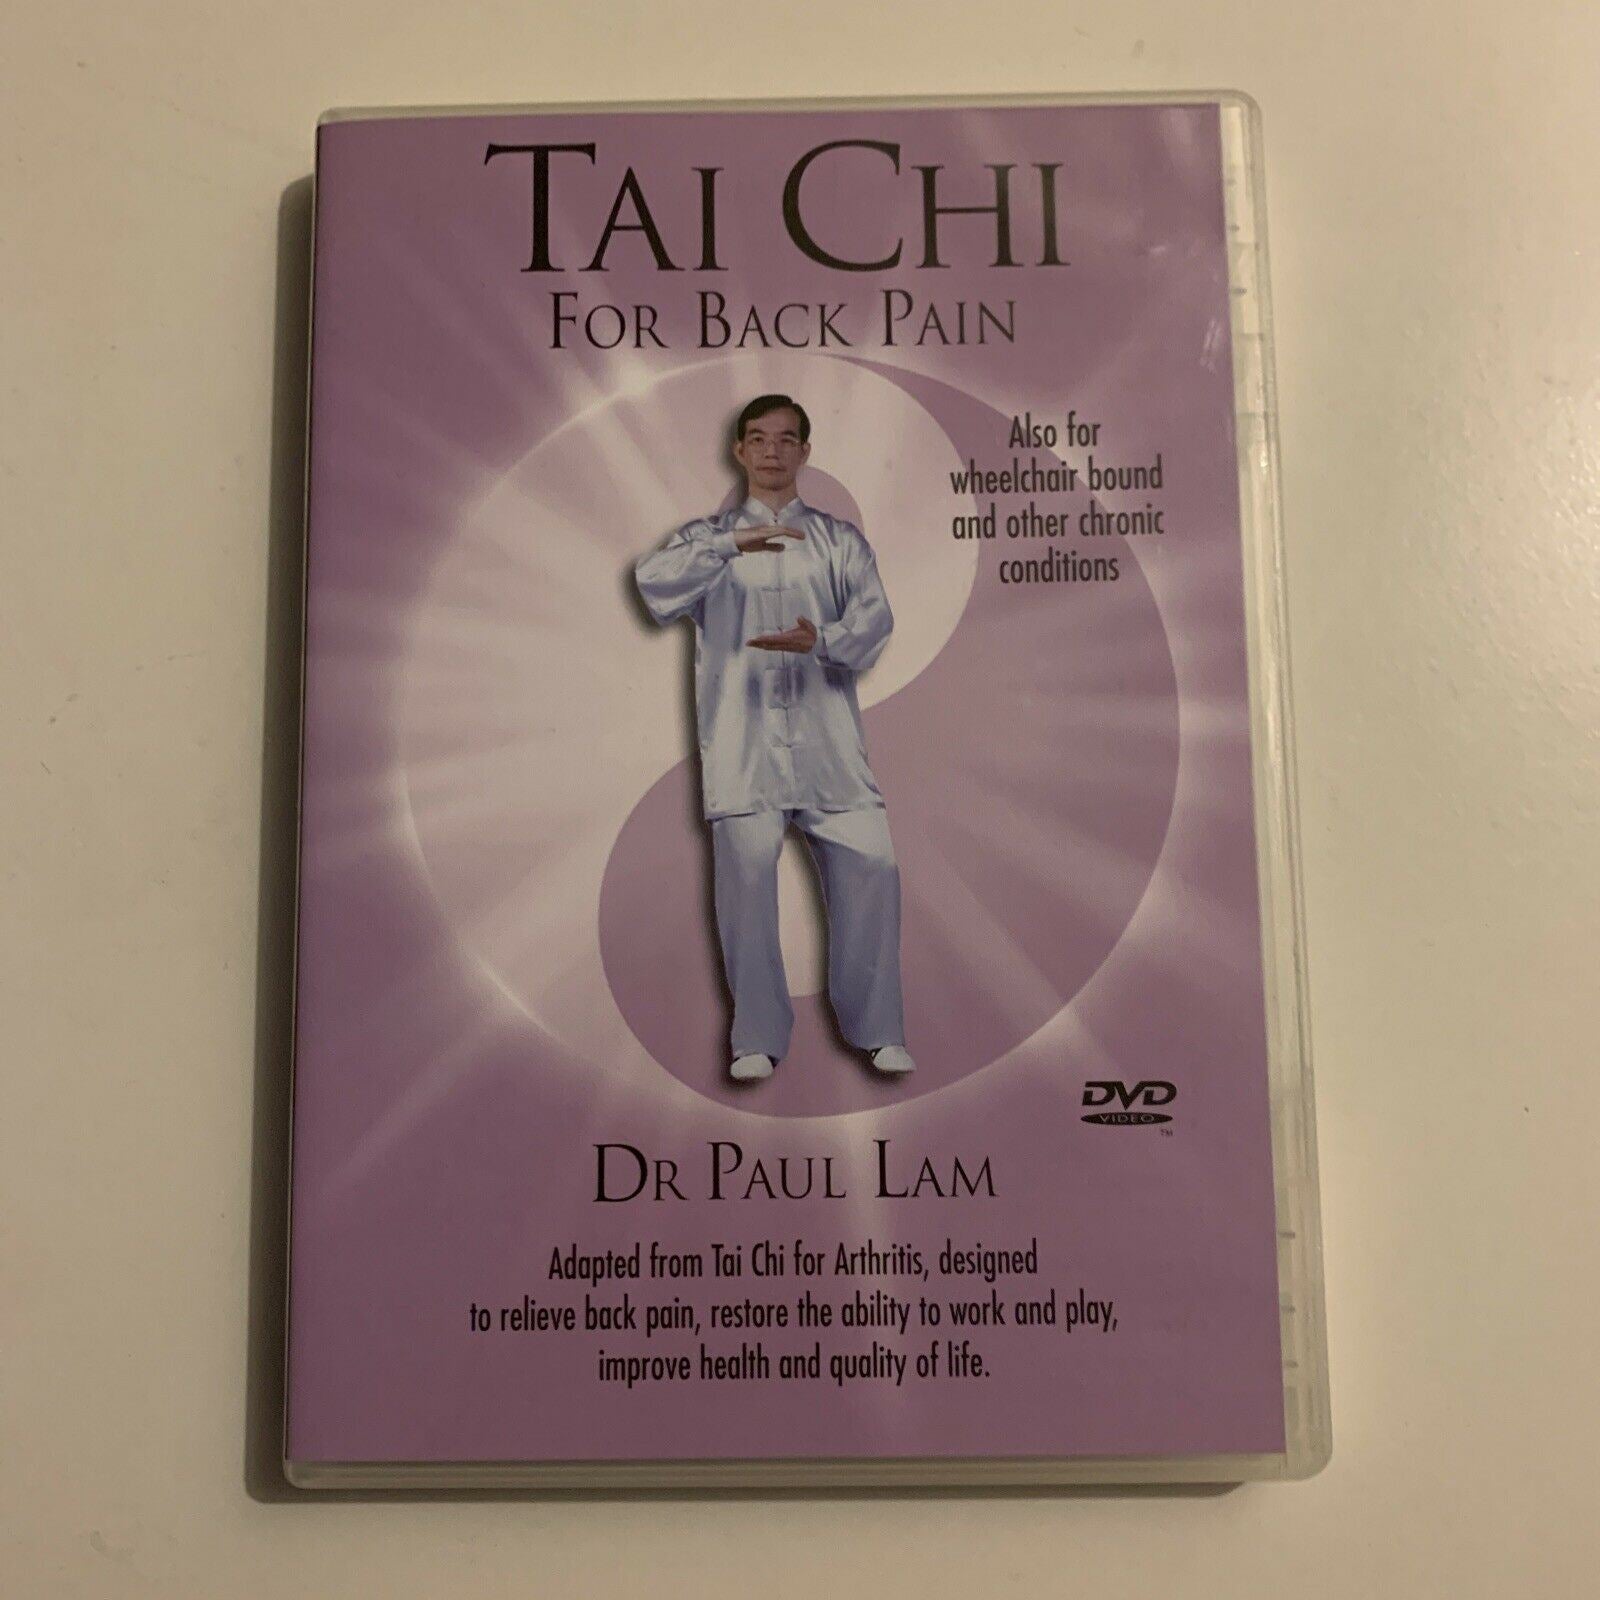 TAI CHI
FOR BACK PAIN
Also for
wheelchair bound
and other chronic
conditions
DVD
VIDEO
TM
DR PAUL LAM
Adapted from Tai Chi for Arthritis, designed
to relieve back pain, restore the ability to work and play,
improve health and quality of life.